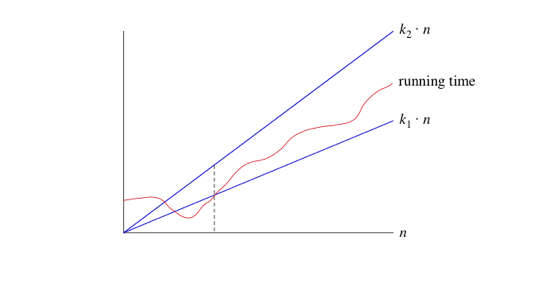 k₂ · n
running time
k₁ · n
n